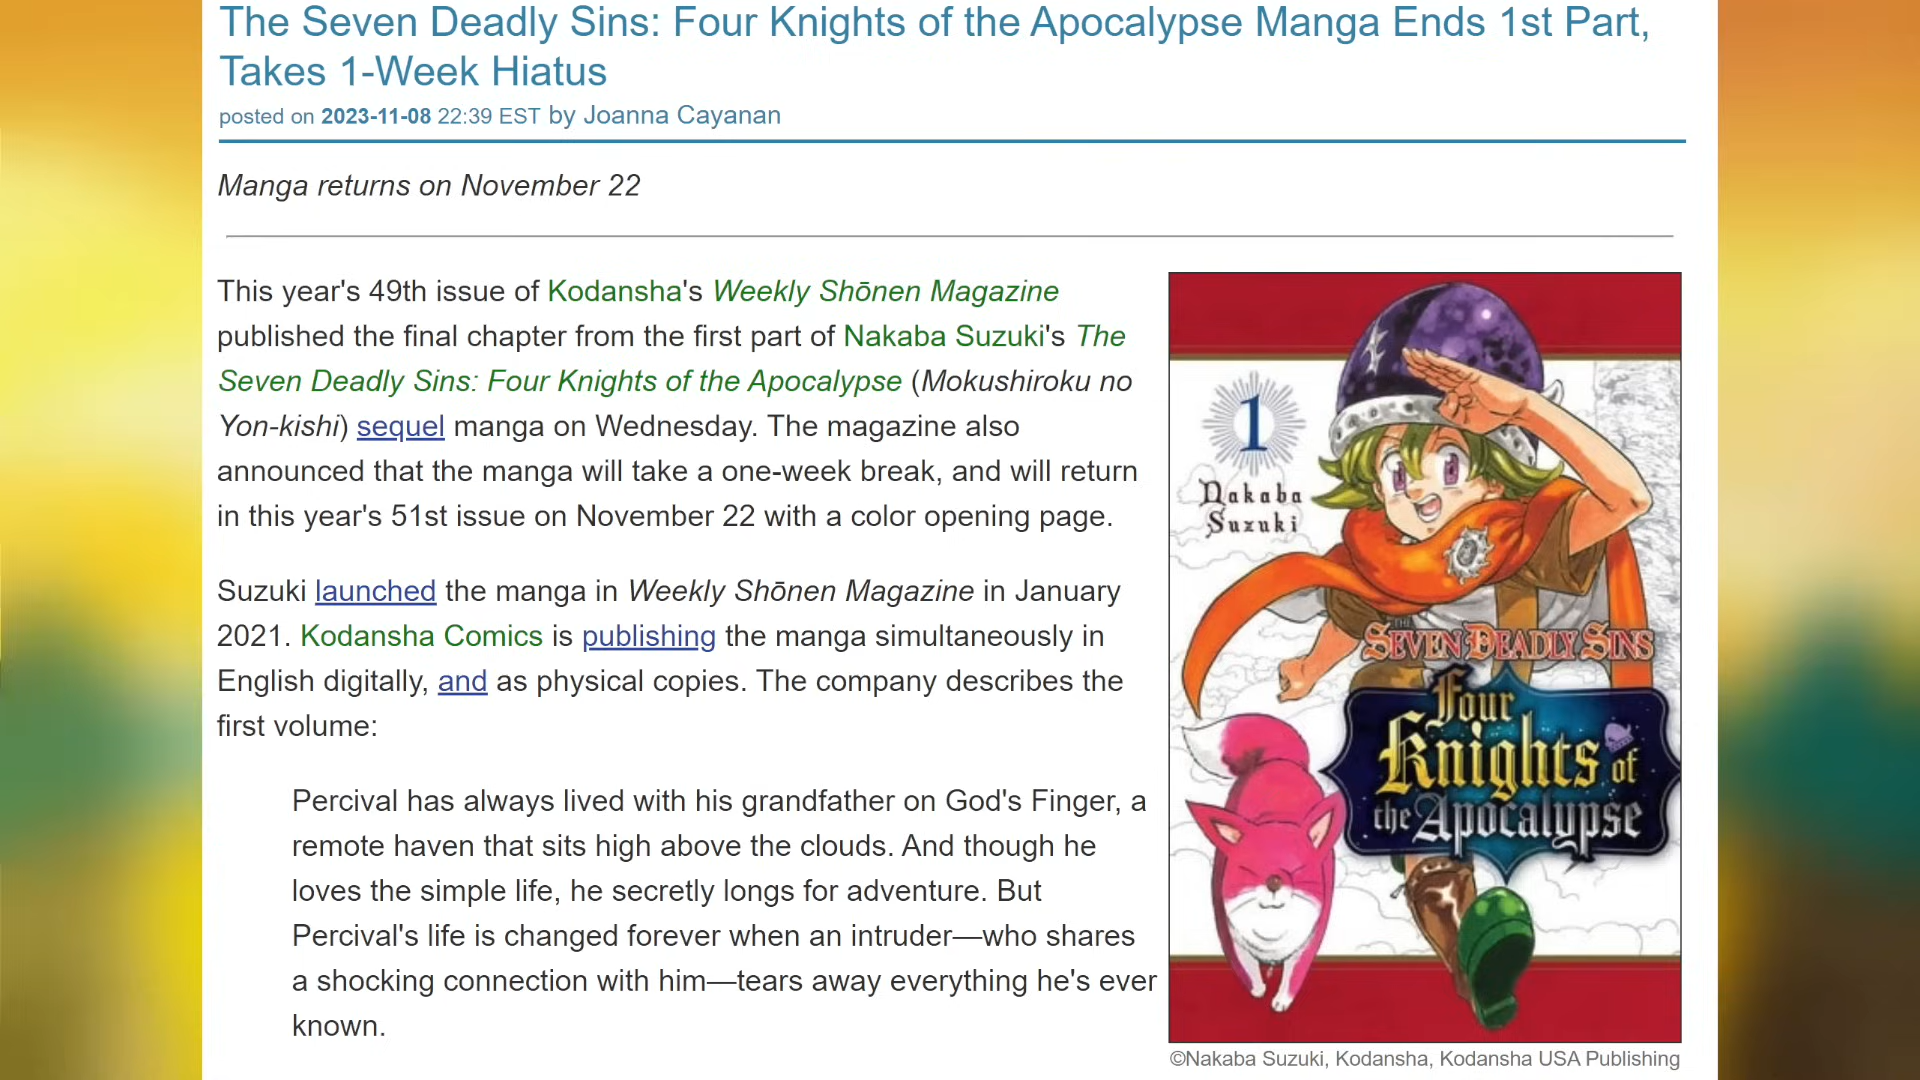 The Seven Deadly Sins: Four Knights of the Apocalypse Manga Ends 1st Part,
Takes 1-Week Hiatus
posted on 2023-11-08 22:39 EST by Joanna Cayanan
Manga returns on November 22
This year's 49th issue of Kodansha's Weekly Shōnen Magazine
published the final chapter from the first part of Nakaba Suzuki's The
Seven Deadly Sins: Four Knights of the Apocalypse (Mokushiroku no
Yon-kishi) sequel manga on Wednesday. The magazine also
announced that the manga will take a one-week break, and will return
in this year's 51st issue on November 22 with a color opening page.
Suzuki launched the manga in Weekly Shōnen Magazine in January
2021. Kodansha Comics is publishing the manga simultaneously in
English digitally, and as physical copies. The company describes the
first volume:
Percival has always lived with his grandfather on God's Finger, a
remote haven that sits high above the clouds. And though he
loves the simple life, he secretly longs for adventure. But
Percival's life is changed forever when an intruder—who shares
a shocking connection with him—tears away everything he's ever
known.
1
Nakaba
Suzuki
THE
SEVEN DEADLY SINS
Four
Knights of
the Apocalypse
©Nakaba Suzuki, Kodansha, Kodansha USA Publishing